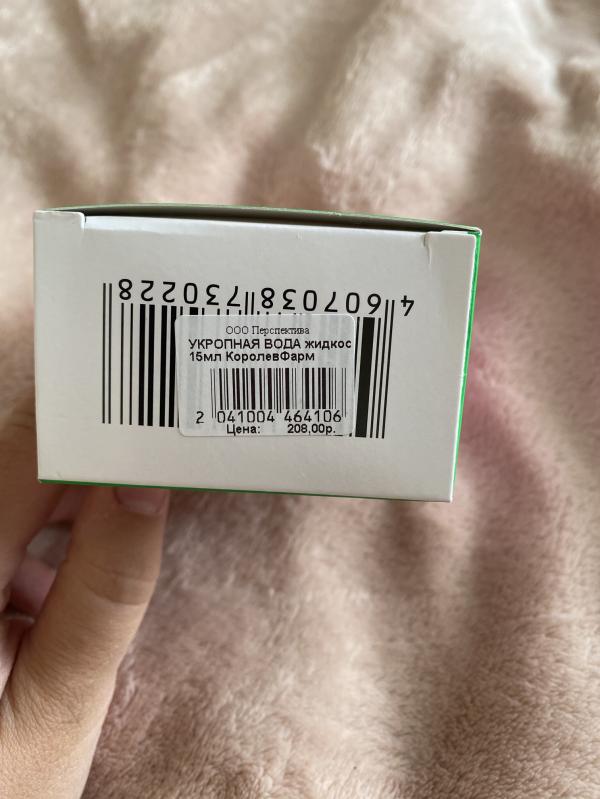 4607038730228
ООО Перспектива
УКРОПНАЯ ВОДА жидкос
15мл КоролевФарм
2 041004 464106
Цена: 208,00р.